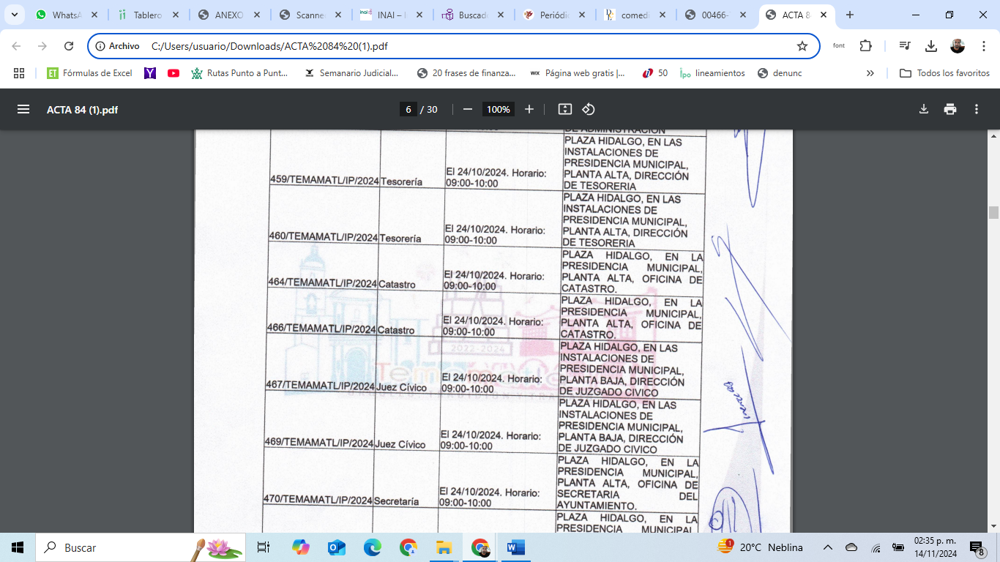 WhatsA
Tablero
ANEXO
Scanne
INAI – I
Buscad
Periódic
comedi
00466-
ACTA 8
Archivo
C:/Users/usuario/Downloads/ACTA%2084%20(1).pdf
font
Fórmulas de Excel
Rutas Punto a Punt...
Semanario Judicial...
20 frases de finanza...
WIX
Página web gratis |...
50
lineamientos
denunc
Todos los favoritos
ACTA 84 (1).pdf
6 / 30
100%
DE ADMINISTRACION
459/TEMAMATL/IP/2024
Tesorería
El 24/10/2024. Horario:
09:00-10:00
PLAZA HIDALGO, EN LAS
INSTALACIONES DE
PRESIDENCIA MUNICIPAL,
PLANTA ALTA, DIRECCIÓN
DE TESORERIA
460/TEMAMATL/IP/2024
Tesorería
El 24/10/2024. Horario:
09:00-10:00
PLAZA HIDALGO, EN LAS
INSTALACIONES DE
PRESIDENCIA MUNICIPAL,
PLANTA ALTA, DIRECCIÓN
DE TESORERIA
464/TEMAMATL/IP/2024
Catastro
El 24/10/2024. Horario:
09:00-10:00
PLAZA HIDALGO, EN LA
PRESIDENCIA MUNICIPAL,
PLANTA ALTA, OFICINA DE
CATASTRO.
466/TEMAMATL/IP/2024
Catastro
El 24/10/2024. Horario:
09:00-10:00
PLAZA HIDALGO, EN LA
PRESIDENCIA MUNICIPAL,
PLANTA ALTA, OFICINA DE
CATASTRO.
2022-2024
467/TEMAMATL/IP/2024
Juez Cívico
El 24/10/2024. Horario:
09:00-10:00
PLAZA HIDALGO, EN LAS
INSTALACIONES DE
PRESIDENCIA MUNICIPAL,
PLANTA BAJA, DIRECCIÓN
DE JUZGADO CIVICO
469/TEMAMATL/IP/2024
Juez Cívico
El 24/10/2024. Horario:
09:00-10:00
PLAZA HIDALGO, EN LAS
INSTALACIONES DE
PRESIDENCIA MUNICIPAL,
PLANTA BAJA, DIRECCIÓN
DE JUZGADO CIVICO
470/TEMAMATL/IP/2024
Secretaría
El 24/10/2024. Horario:
09:00-10:00
PLAZA HIDALGO, EN LA
PRESIDENCIA MUNICIPAL,
PLANTA ALTA, OFICINA DE
SECRETARIA DEL
AYUNTAMIENTO.
PLAZA HIDALGO, EN LA
PRESIDENCIA MUNICIPAL,
Buscar
20°C Neblina
02:35 p. m.
14/11/2024
8